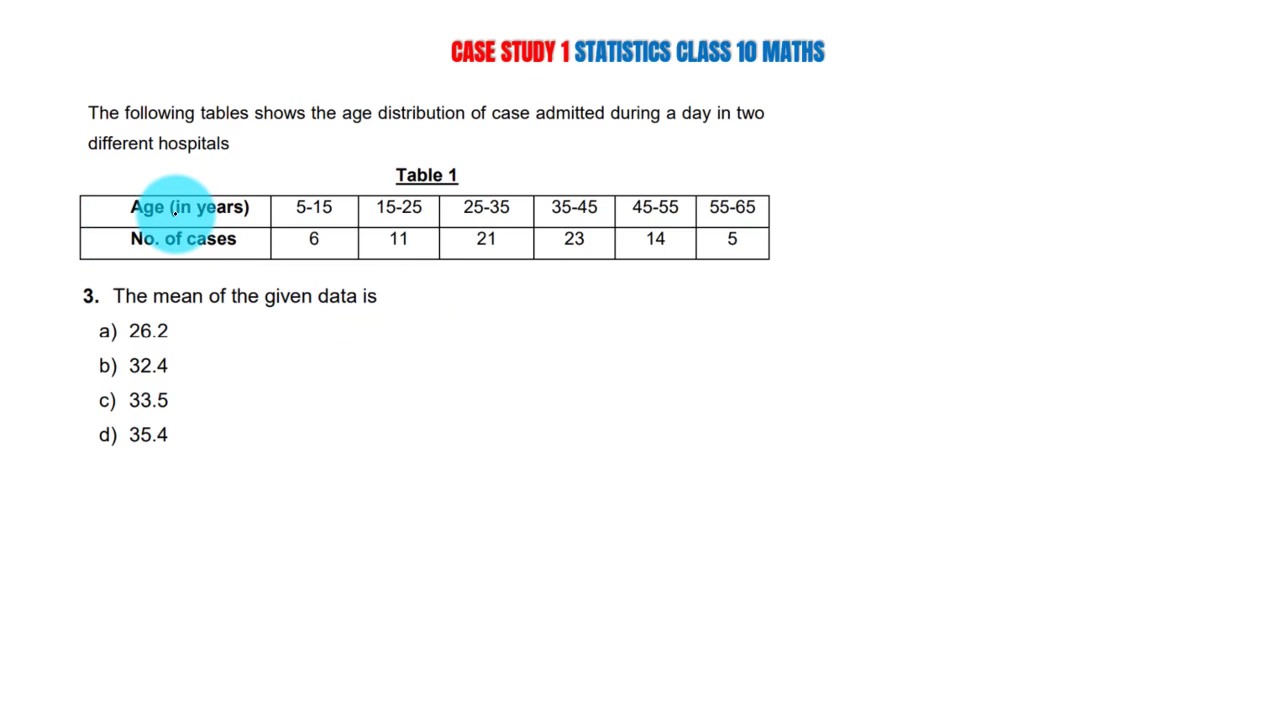 CASE STUDY 1 STATISTICS CLASS 10 MATHS
The following tables shows the age distribution of case admitted during a day in two
different hospitals
Table 1
Age (in years) 5-15 15-25 25-35 35-45 45-55 55-65
No. of cases 6 11 21 23 14 5
3. The mean of the given data is
a) 26.2
b) 32.4
c) 33.5
d) 35.4